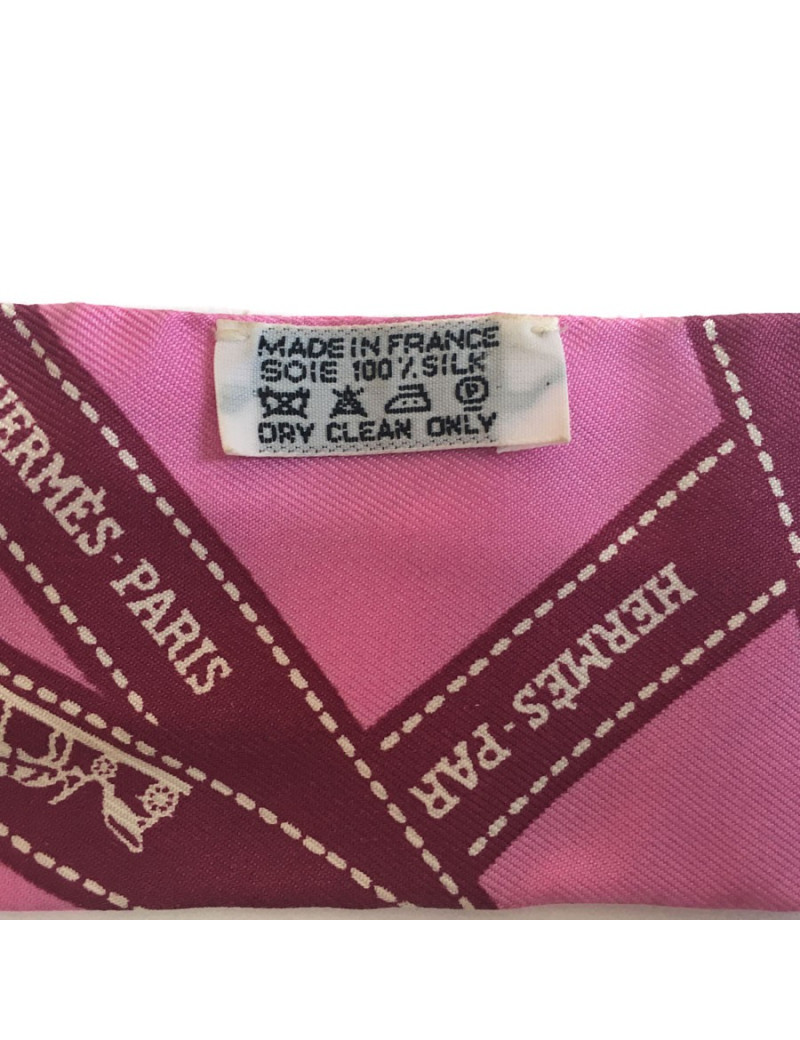 MADE IN FRANCE
SOIE 100% SILK
DRY CLEAN ONLY
HERMÈS-PARIS
HERMÈS-PAR